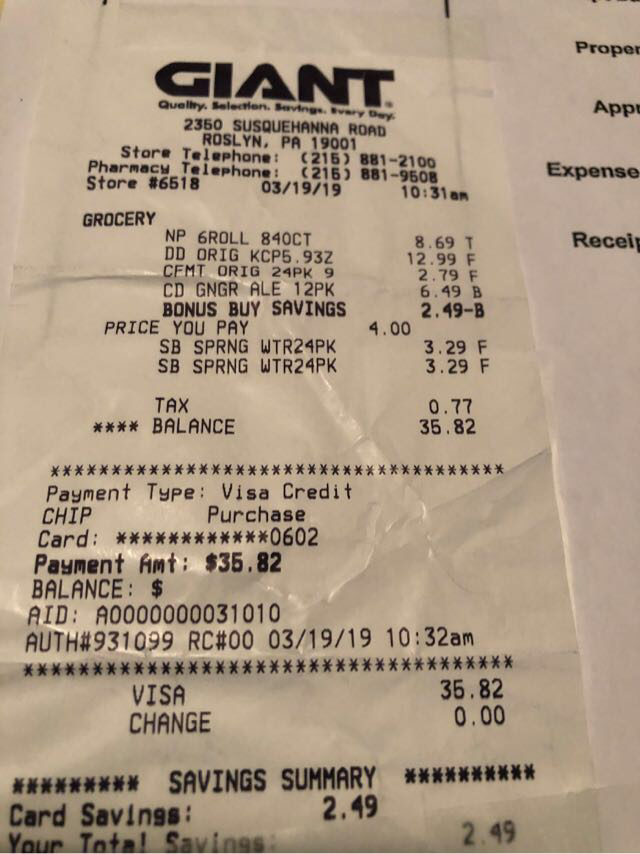 GIANT
Quality. Selection. Savings. Every Day.
2350 SUSQUEHANNA ROAD
ROSLYN, PA 19001
Store Telephone: (215) 881-2100
Pharmacy Telephone: (215) 881-9508
Store #6518 03/19/19 10:31am
GROCERY
NP 6ROLL 840CT 8.69 T
DD ORIG KCP5.93Z 12.99 F
CFMT ORIG 24PK 9 2.79 F
CD GNGR ALE 12PK 6.49 B
BONUS BUY SAVINGS 2.49-B
PRICE YOU PAY 4.00
SB SPRNG WTR24PK 3.29 F
SB SPRNG WTR24PK 3.29 F
TAX 0.77
**** BALANCE 35.82
*************************************
Payment Type: Visa Credit
CHIP Purchase
Card: ************0602
Payment Amt: $35.82
BALANCE: $
AID: A0000000031010
AUTH#931099 RC#00 03/19/19 10:32am
*************************************
VISA 35.82
CHANGE 0.00
********* SAVINGS SUMMARY **********
Card Savings: 2.49
Your Total Savings: 2.49
Proper
Expense
Receip